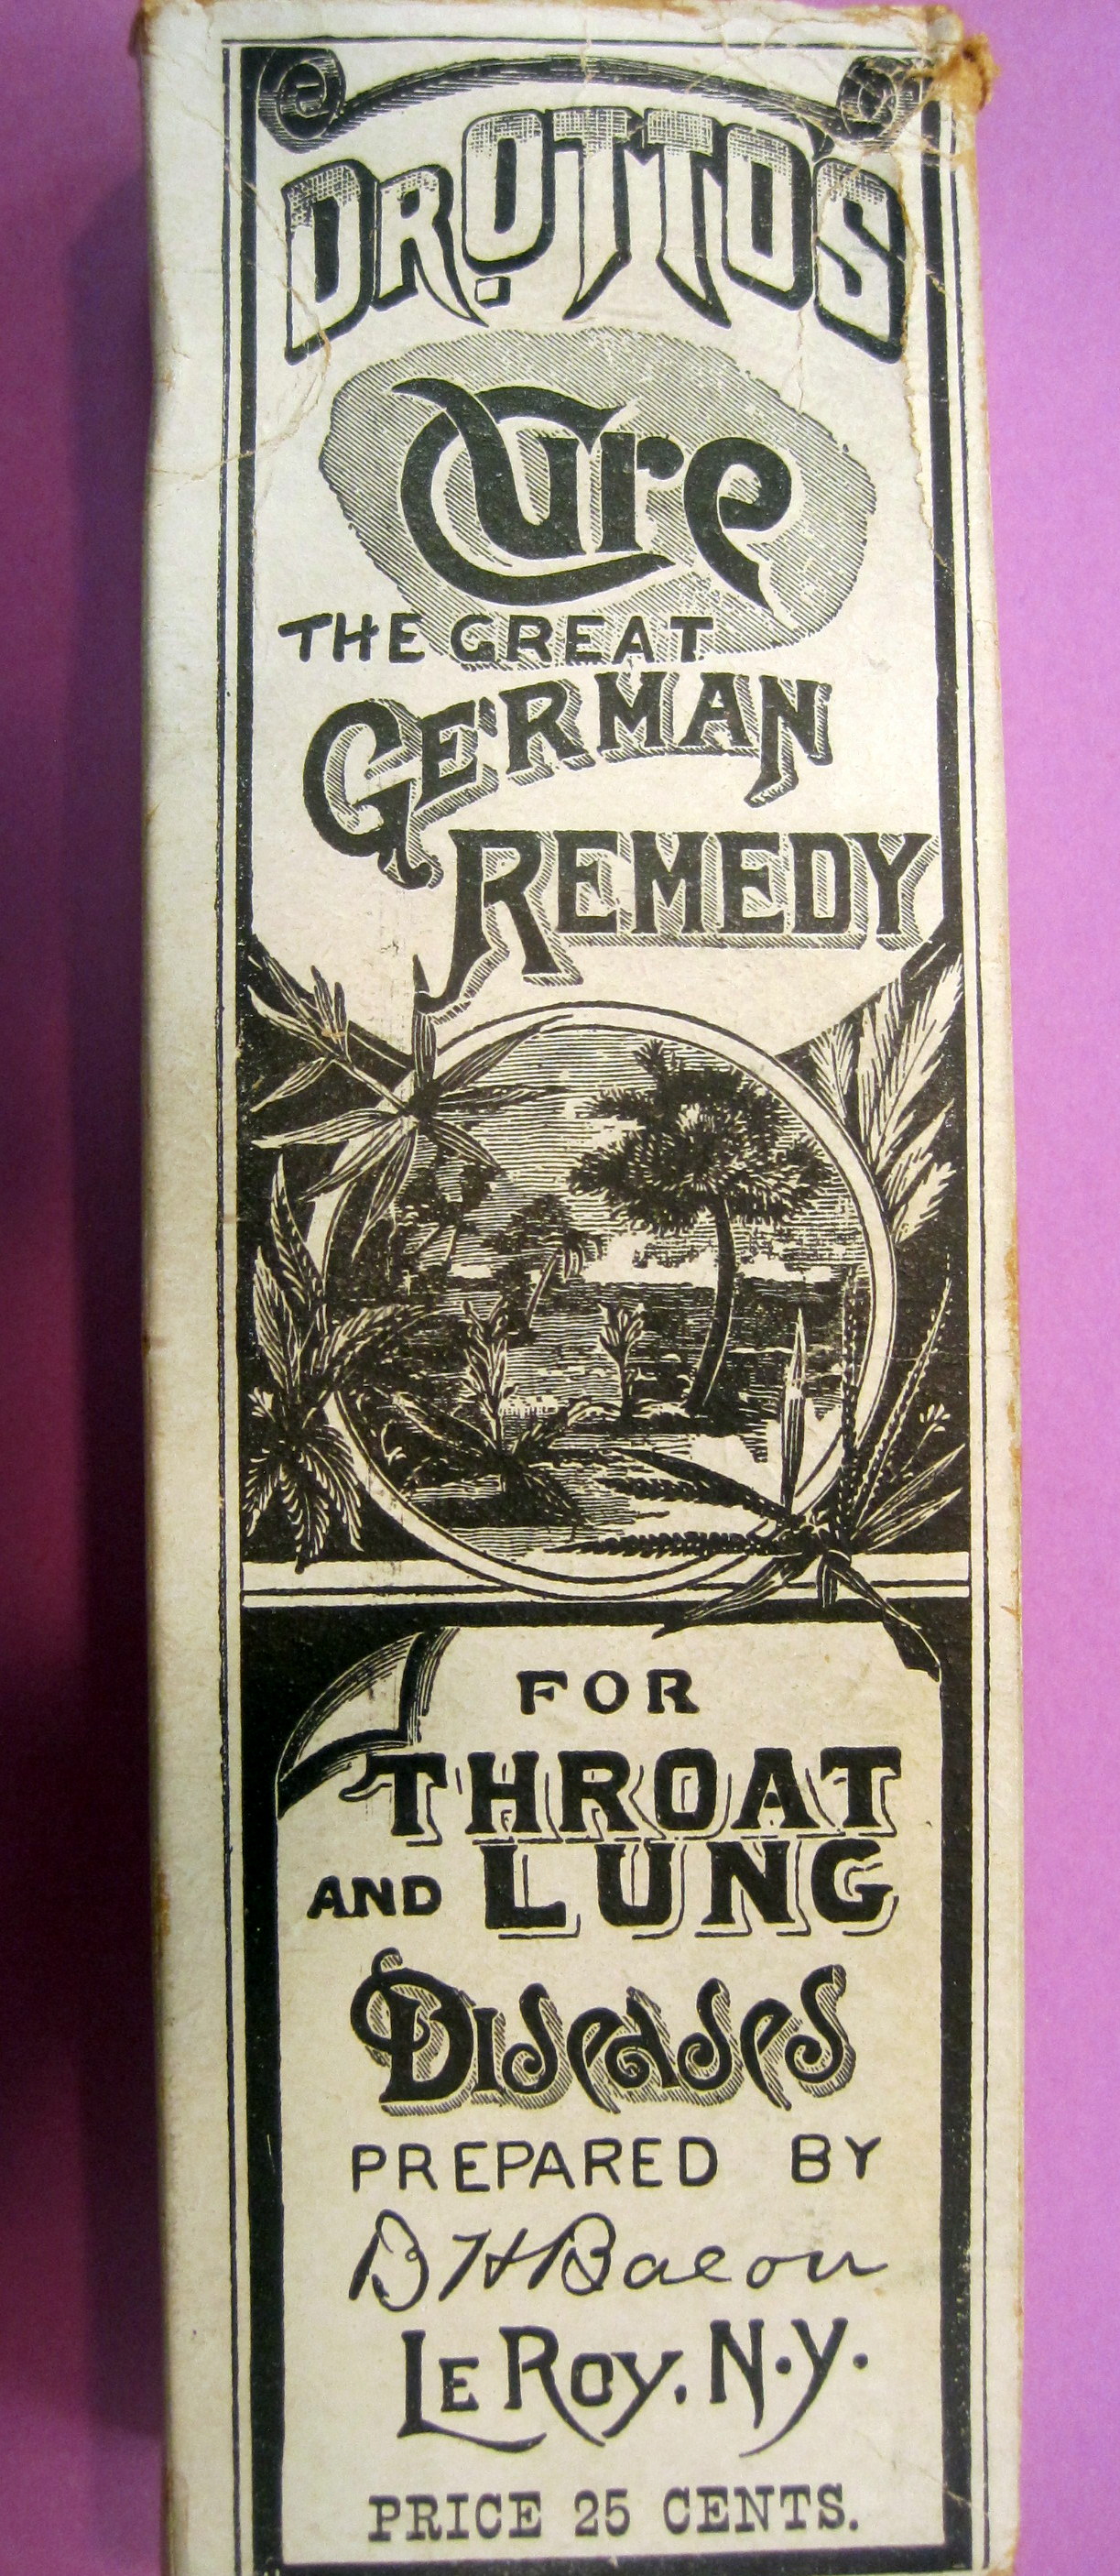 DR. OTTO'S
Cure
THE GREAT
GERMAN
REMEDY
FOR
THROAT
AND LUNG
Diseases
PREPARED BY
B H Bacon
LE ROY, N.Y.
PRICE 25 CENTS.